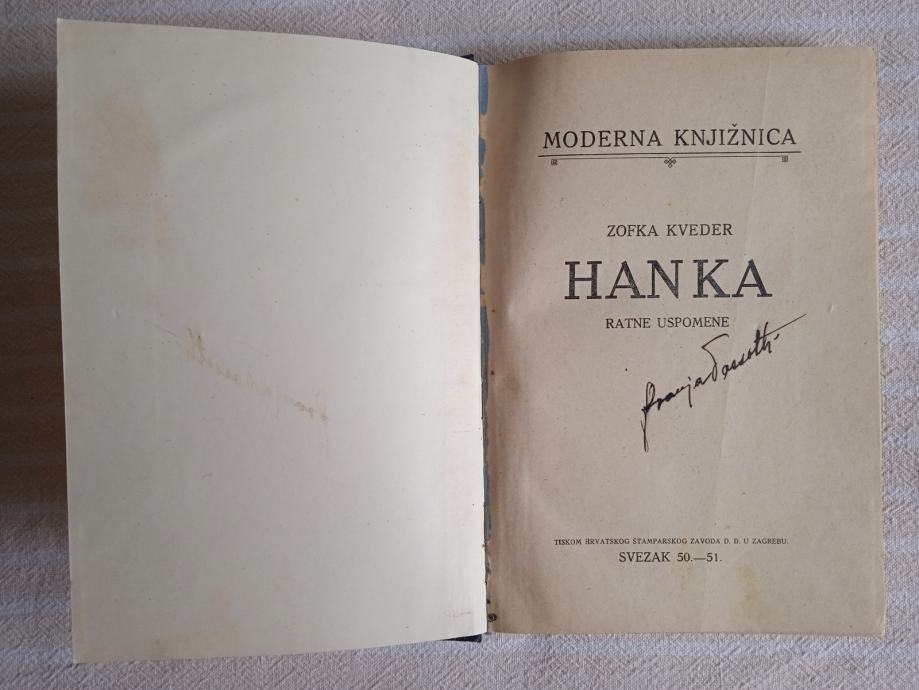 MODERNA KNJIŽNICA
ZOFKA KVEDER
HANKA
RATNE USPOMENE
TISKOM HRVATSKOG ŠTAMPARSKOG ZAVODA D. D. U ZAGREBU.
SVEZAK 50.—51.